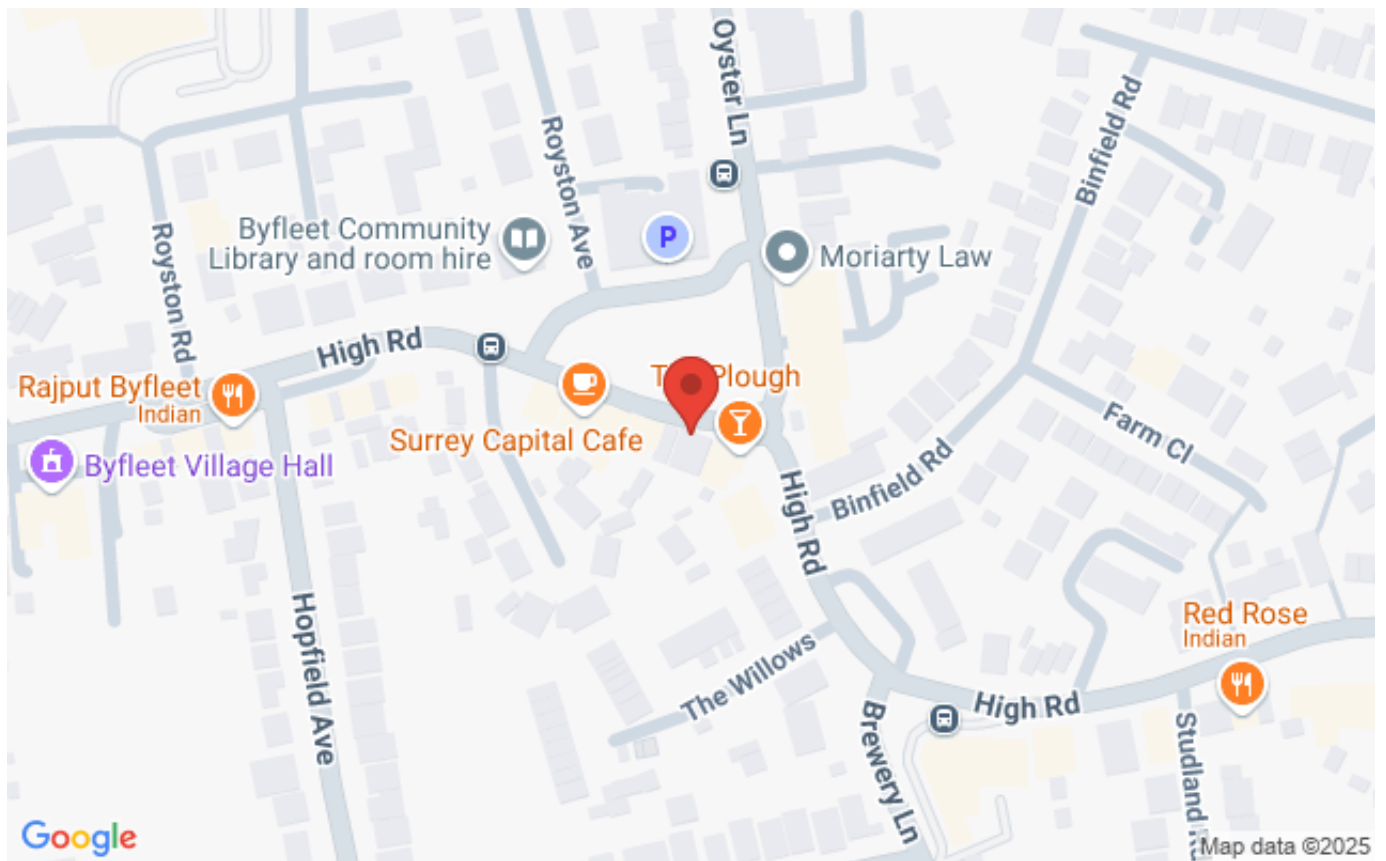 Oyster Ln
Binfield Rd
Royston Ave
Byfleet Community
Library and room hire
P
Moriarty Law
Royston Rd
High Rd
Rajput Byfleet
Indian
Plough
Surrey Capital Cafe
Farm Cl
Byfleet Village Hall
High Rd
Binfield Rd
Hopfield Ave
Red Rose
Indian
The Willows
High Rd
Brewery Ln
Studland
Google
Map data ©2025